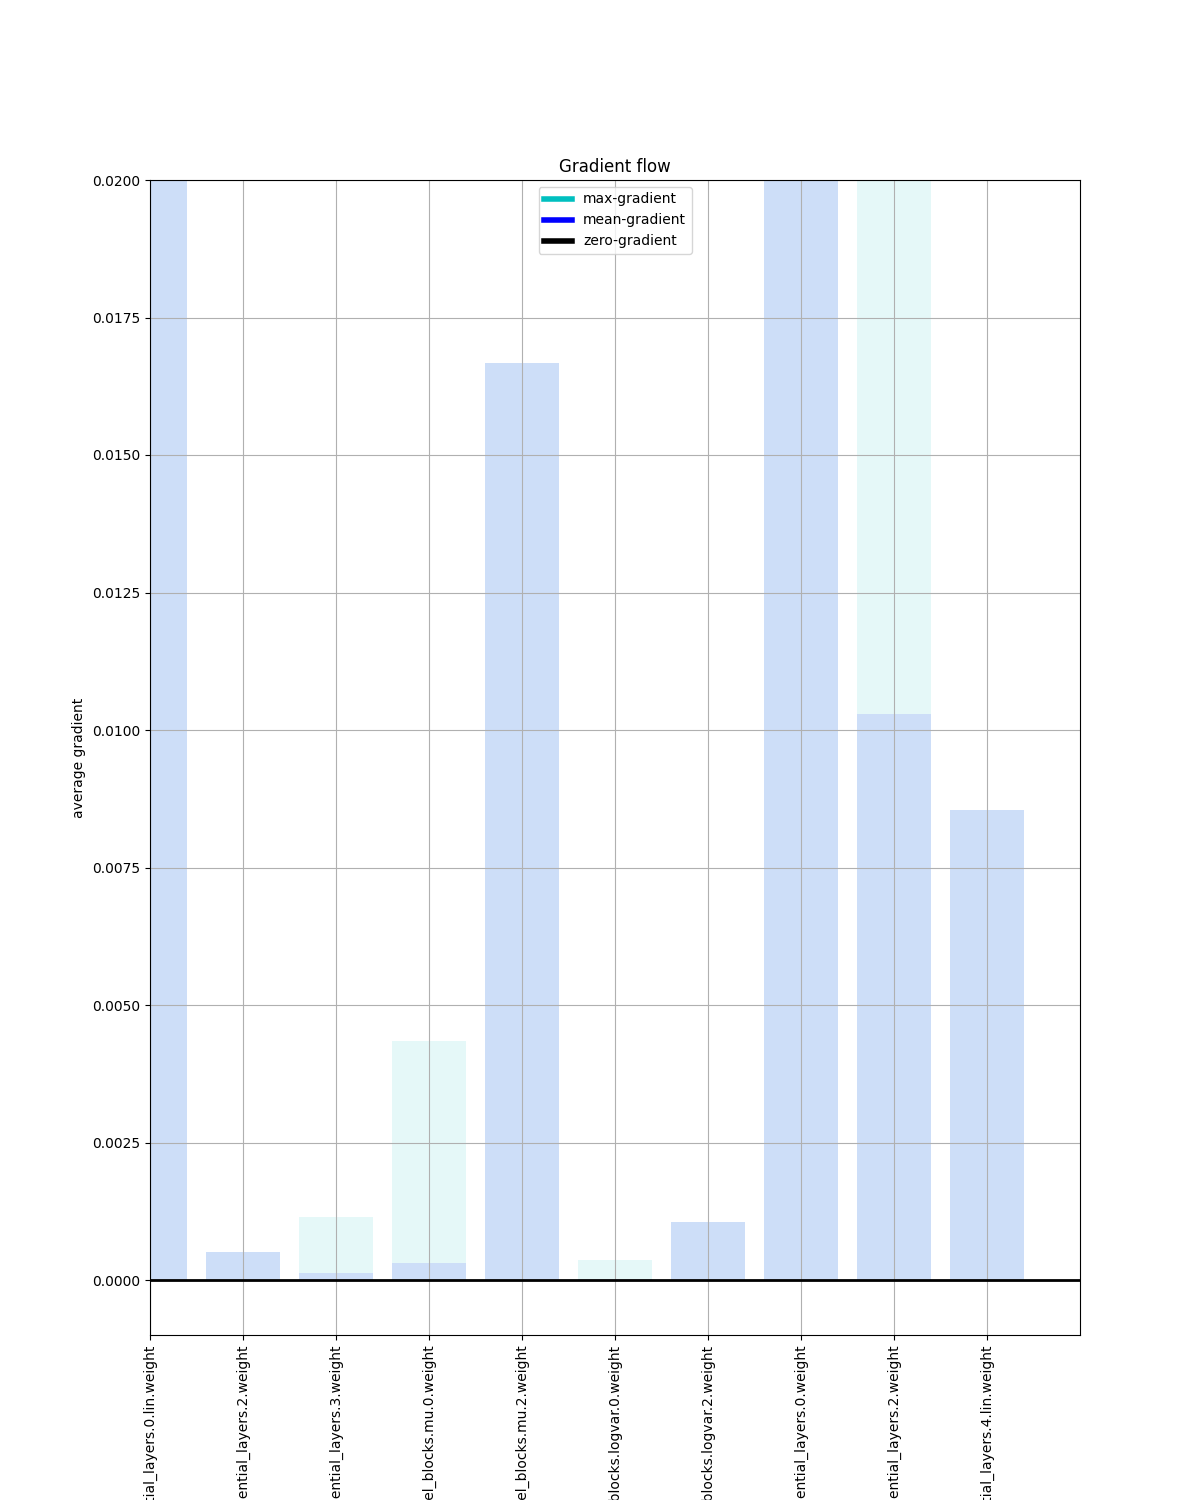 Gradient flow
max-gradient
mean-gradient
zero-gradient
0.0200
0.0175
0.0150
0.0125
0.0100
0.0075
0.0050
0.0025
0.0000
average gradient
tial_layers.0.lin.weight
ential_layers.2.weight
ential_layers.3.weight
el_blocks.mu.0.weight
el_blocks.mu.2.weight
blocks.logvar.0.weight
blocks.logvar.2.weight
ential_layers.0.weight
ential_layers.2.weight
tial_layers.4.lin.weight